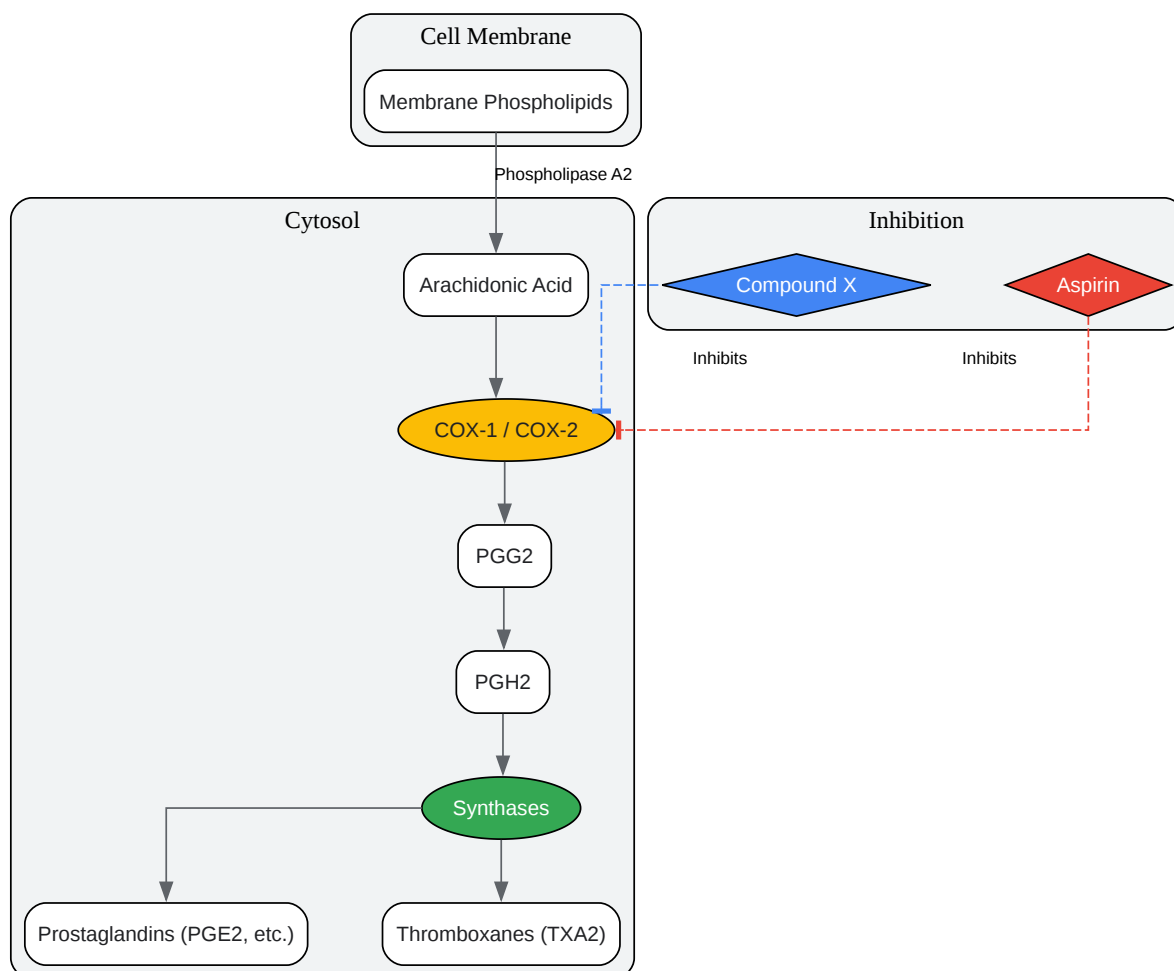 Cell Membrane
Membrane Phospholipids
Phospholipase A2
Cytosol
Inhibition
Arachidonic Acid
Compound X
Aspirin
Inhibits
Inhibits
COX-1 / COX-2
PGG2
PGH2
Synthases
Prostaglandins (PGE2, etc.)
Thromboxanes (TXA2)